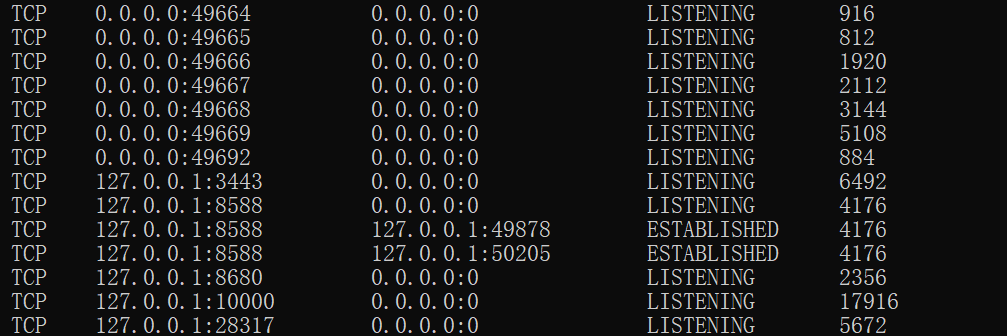 TCP 0.0.0.0:49664 0.0.0.0:0 LISTENING 916
TCP 0.0.0.0:49665 0.0.0.0:0 LISTENING 812
TCP 0.0.0.0:49666 0.0.0.0:0 LISTENING 1920
TCP 0.0.0.0:49667 0.0.0.0:0 LISTENING 2112
TCP 0.0.0.0:49668 0.0.0.0:0 LISTENING 3144
TCP 0.0.0.0:49669 0.0.0.0:0 LISTENING 5108
TCP 0.0.0.0:49692 0.0.0.0:0 LISTENING 884
TCP 127.0.0.1:3443 0.0.0.0:0 LISTENING 6492
TCP 127.0.0.1:8588 0.0.0.0:0 LISTENING 4176
TCP 127.0.0.1:8588 127.0.0.1:49878 ESTABLISHED 4176
TCP 127.0.0.1:8588 127.0.0.1:50205 ESTABLISHED 4176
TCP 127.0.0.1:8680 0.0.0.0:0 LISTENING 2356
TCP 127.0.0.1:10000 0.0.0.0:0 LISTENING 17916
TCP 127.0.0.1:28317 0.0.0.0:0 LISTENING 5672